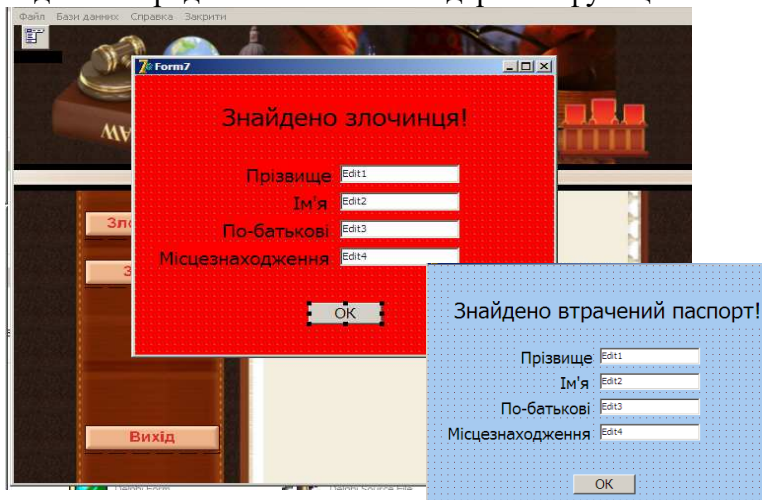 Файл Бази данних Справка Закрити
Form7
Знайдено злочинця!
Прізвище Edit1
Ім'я Edit2
По-батькові Edit3
Місцезнаходження Edit4
OK
Вихід
Знайдено втрачений паспорт!
Прізвище Edit1
Ім'я Edit2
По-батькові Edit3
Місцезнаходження Edit4
OK